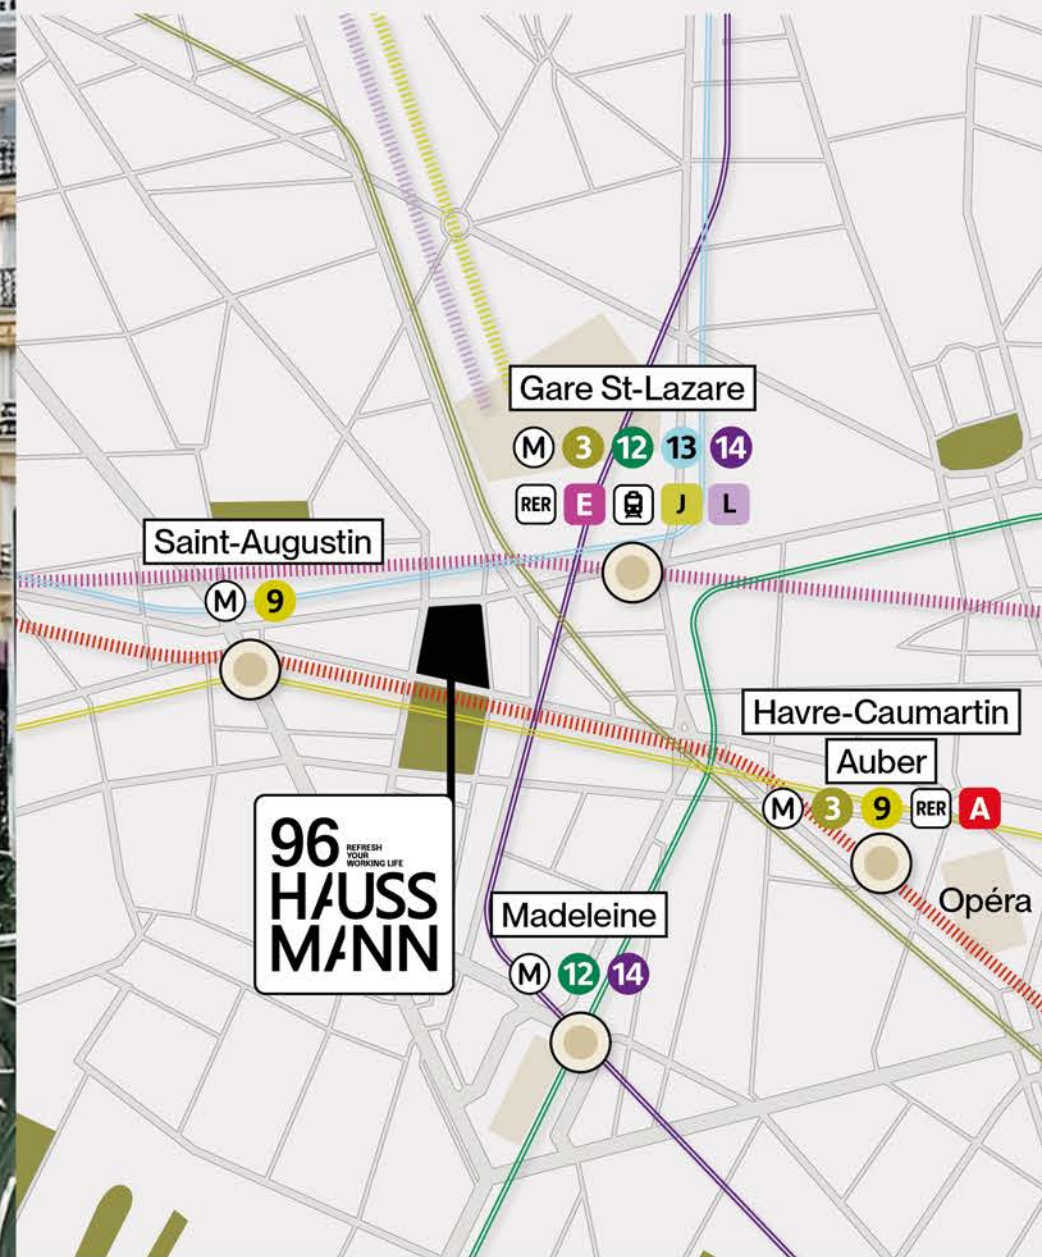 Gare St-Lazare
M 3 12 13 14
RER E J L
Saint-Augustin
M 9
Havre-Caumartin
Auber
M 3 9 RER A
Opéra
96 REFRESH
YOUR
WORKING LIFE
HAUSS
MANN
Madeleine
M 12 14